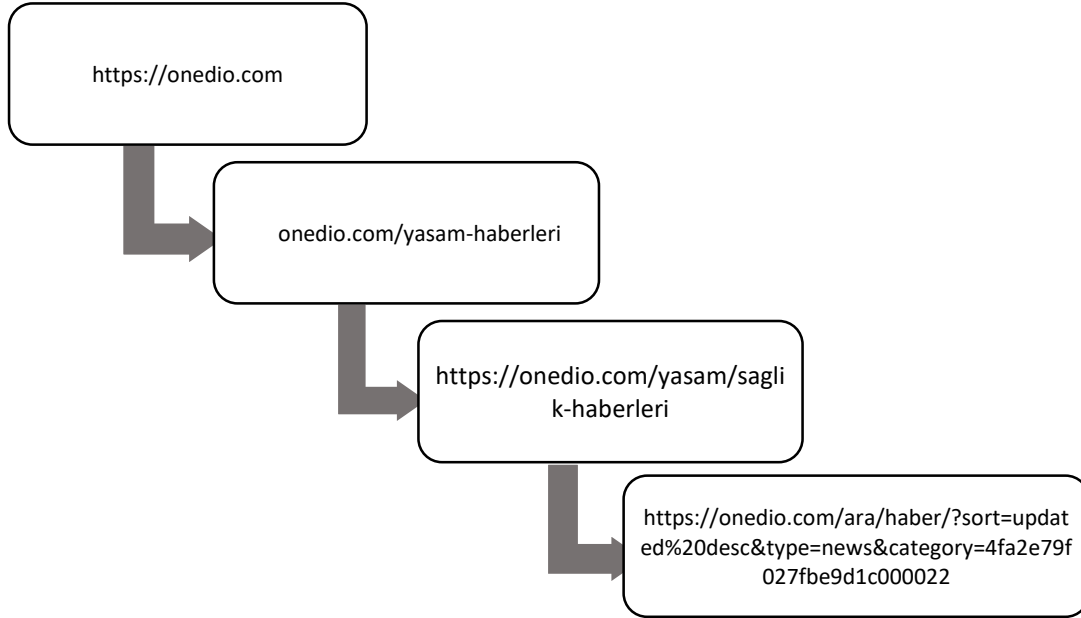 https://onedio.com
onedio.com/yasam-haberleri
https://onedio.com/yasam/sagli
k-haberleri
https://onedio.com/ara/haber/?sort=updat
ed%20desc&type=news&category=4fa2e79f
027fbe9d1c000022